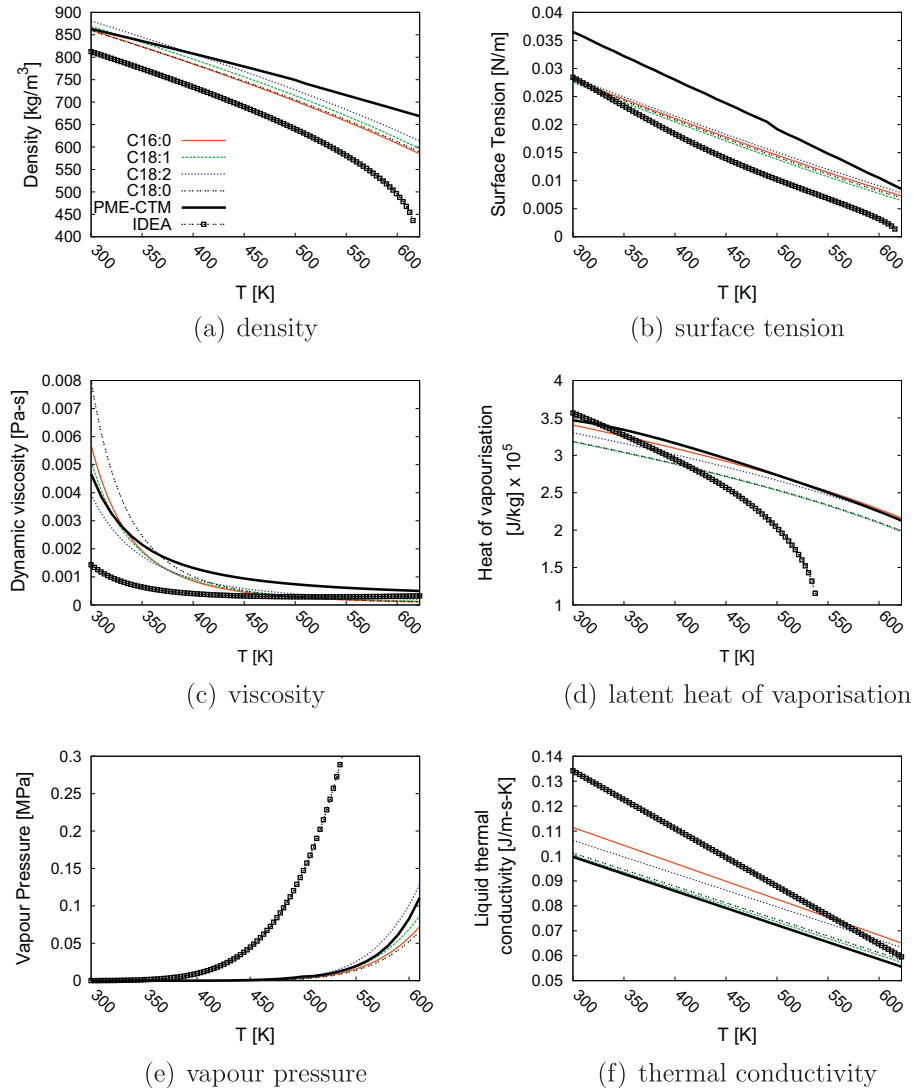 900
850
800
750
700
650
600
550
500
450
400
Density [kg/m³]
C16:0
C18:1
C18:2
C18:0
PME-CTM
IDEA
300 350 400 450 500 550 600
T [K]
(a) density
0.04
0.035
0.03
0.025
0.02
0.015
0.01
0.005
0
Surface Tension [N/m]
300 350 400 450 500 550 600
T [K]
(b) surface tension
0.008
0.007
0.006
0.005
0.004
0.003
0.002
0.001
0
Dynamic viscosity [Pa-s]
300 350 400 450 500 550 600
T [K]
(c) viscosity
4
3.5
3
2.5
2
1.5
1
Heat of vapourisation
[J/kg] x 10⁵
300 350 400 450 500 550 600
T [K]
(d) latent heat of vaporisation
0.3
0.25
0.2
0.15
0.1
0.05
0
Vapour Pressure [MPa]
300 350 400 450 500 550 600
T [K]
(e) vapour pressure
0.14
0.13
0.12
0.11
0.1
0.09
0.08
0.07
0.06
0.05
Liquid thermal
conductivity [J/m-s-K]
300 350 400 450 500 550 600
T [K]
(f) thermal conductivity